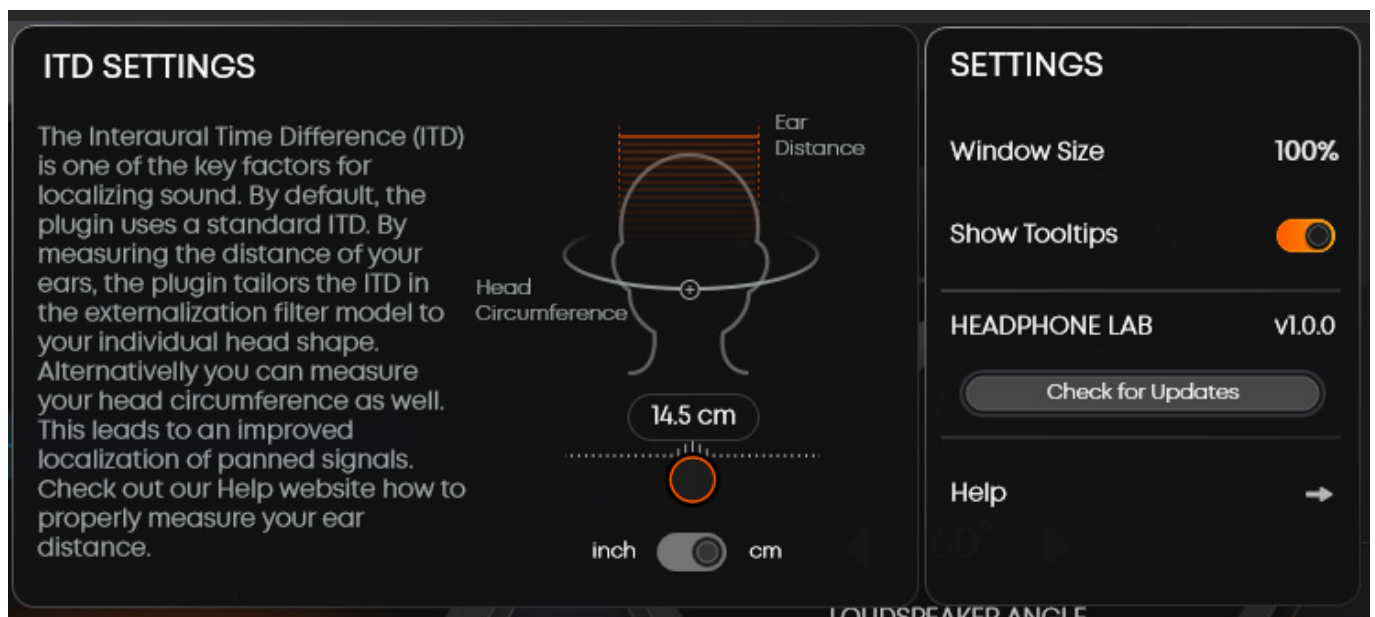 ITD SETTINGS
The Interaural Time Difference (ITD)
is one of the key factors for
localizing sound. By default, the
plugin uses a standard ITD. By
measuring the distance of your
ears, the plugin tailors the ITD in
the externalization filter model to
your individual head shape.
Alternativelly you can measure
your head circumference as well.
This leads to an improved
localization of panned signals.
Check out our Help website how to
properly measure your ear
distance.
Ear
Distance
Head
Circumference
14.5 cm
inch cm
SETTINGS
Window Size 100%
Show Tooltips
HEADPHONE LAB v1.0.0
Check for Updates
Help
60°
LOUDSPEAKER ANGLE